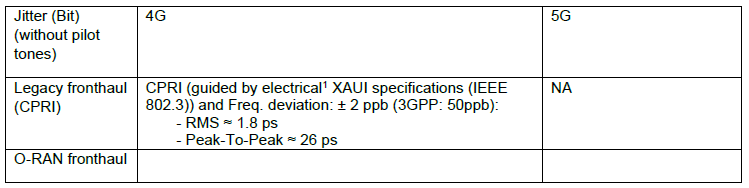 Jitter (Bit) 4G 5G
(without pilot
tones)
Legacy fronthaul CPRI (guided by electrical¹ XAUI specifications (IEEE NA
(CPRI) 802.3)) and Freq. deviation: ± 2 ppb (3GPP: 50ppb):
- RMS ≈ 1.8 ps
- Peak-To-Peak ≈ 26 ps
O-RAN fronthaul